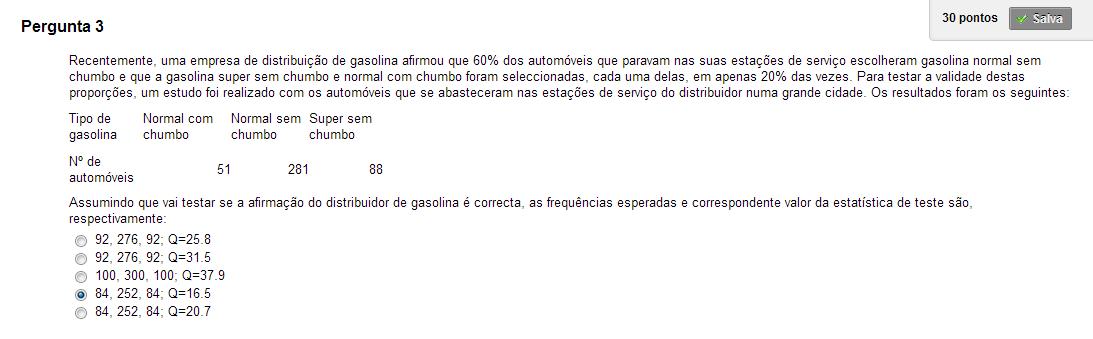 30 pontos
Salva
Pergunta 3
Recentemente, uma empresa de distribuição de gasolina afirmou que 60% dos automóveis que paravam nas suas estações de serviço escolheram gasolina normal sem
chumbo e que a gasolina super sem chumbo e normal com chumbo foram seleccionadas, cada uma delas, em apenas 20% das vezes. Para testar a validade destas
proporções, um estudo foi realizado com os automóveis que se abasteceram nas estações de serviço do distribuidor numa grande cidade. Os resultados foram os seguintes:
Tipo de Normal com Normal sem Super sem
gasolina chumbo chumbo chumbo
Nº de
automóveis 51 281 88
Assumindo que vai testar se a afirmação do distribuidor de gasolina é correcta, as frequências esperadas e correspondente valor da estatística de teste são,
respectivamente:
92, 276, 92; Q=25.8
92, 276, 92; Q=31.5
100, 300, 100; Q=37.9
84, 252, 84; Q=16.5
84, 252, 84; Q=20.7